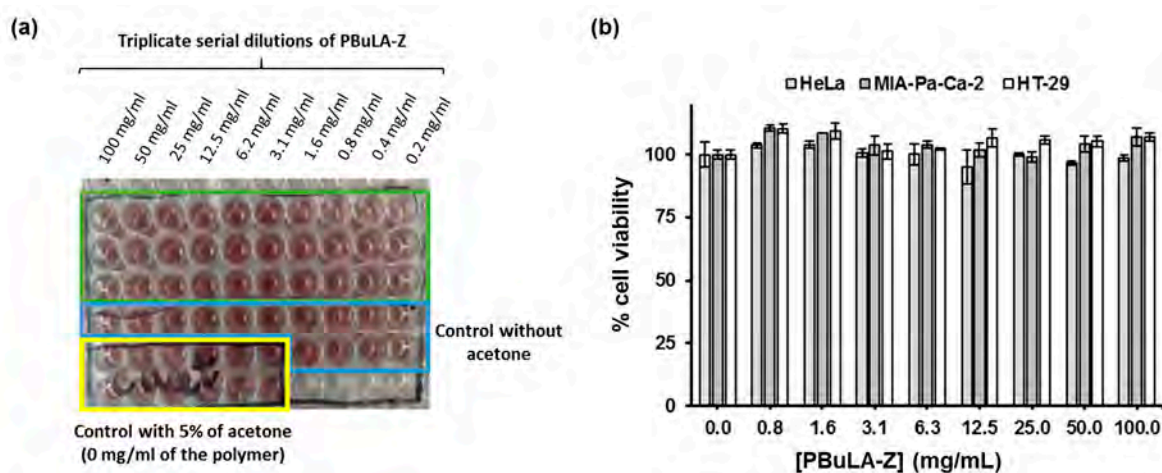 (a)
Triplicate serial dilutions of PBuLA-Z
100 mg/ml
50 mg/ml
25 mg/ml
12.5 mg/ml
6.2 mg/ml
3.1 mg/ml
1.6 mg/ml
0.8 mg/ml
0.4 mg/ml
0.2 mg/ml
Control without
acetone
Control with 5% of acetone
(0 mg/ml of the polymer)
(b)
HeLa MIA-Pa-Ca-2 HT-29
% cell viability
100
75
50
25
0
0.0 0.8 1.6 3.1 6.3 12.5 25.0 50.0 100.0
[PBuLA-Z] (mg/mL)